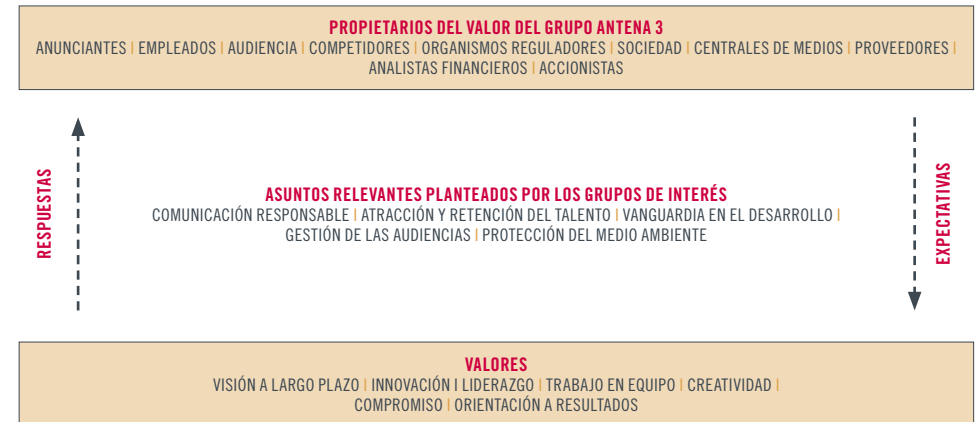 PROPIETARIOS DEL VALOR DEL GRUPO ANTENA 3
ANUNCIANTES | EMPLEADOS | AUDIENCIA | COMPETIDORES | ORGANISMOS REGULADORES | SOCIEDAD | CENTRALES DE MEDIOS | PROVEEDORES |
ANALISTAS FINANCIEROS | ACCIONISTAS
RESPUESTAS
ASUNTOS RELEVANTES PLANTEADOS POR LOS GRUPOS DE INTERÉS
COMUNICACIÓN RESPONSABLE | ATRACCIÓN Y RETENCIÓN DEL TALENTO | VANGUARDIA EN EL DESARROLLO |
GESTIÓN DE LAS AUDIENCIAS | PROTECCIÓN DEL MEDIO AMBIENTE
EXPECTATIVAS
VALORES
VISIÓN A LARGO PLAZO | INNOVACIÓN I LIDERAZGO | TRABAJO EN EQUIPO | CREATIVIDAD |
COMPROMISO | ORIENTACIÓN A RESULTADOS